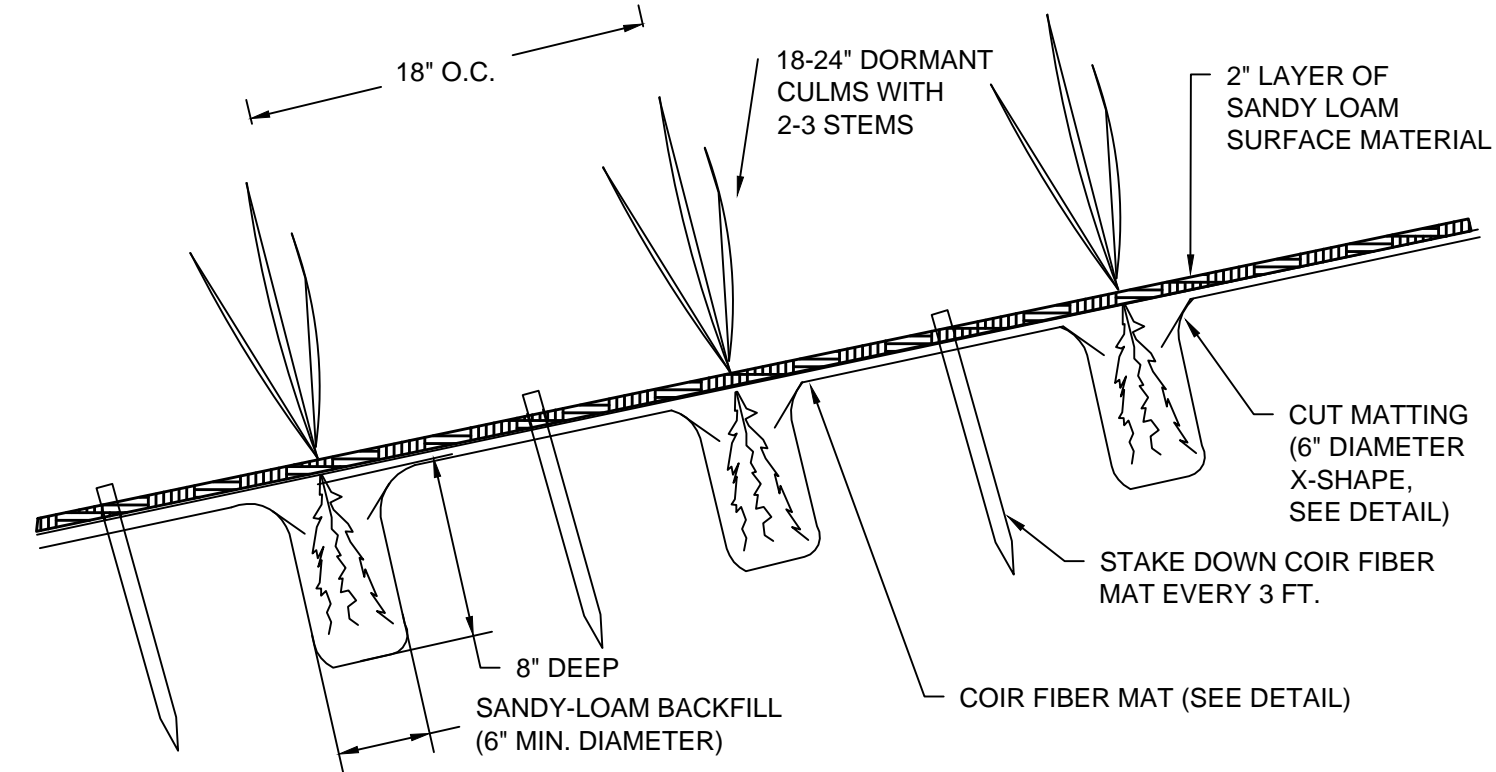 18" O.C.
18-24" DORMANT
CULMS WITH
2-3 STEMS
2" LAYER OF
SANDY LOAM
SURFACE MATERIAL
CUT MATTING
(6" DIAMETER
X-SHAPE,
SEE DETAIL)
STAKE DOWN COIR FIBER
MAT EVERY 3 FT.
8" DEEP
SANDY-LOAM BACKFILL
(6" MIN. DIAMETER)
COIR FIBER MAT (SEE DETAIL)